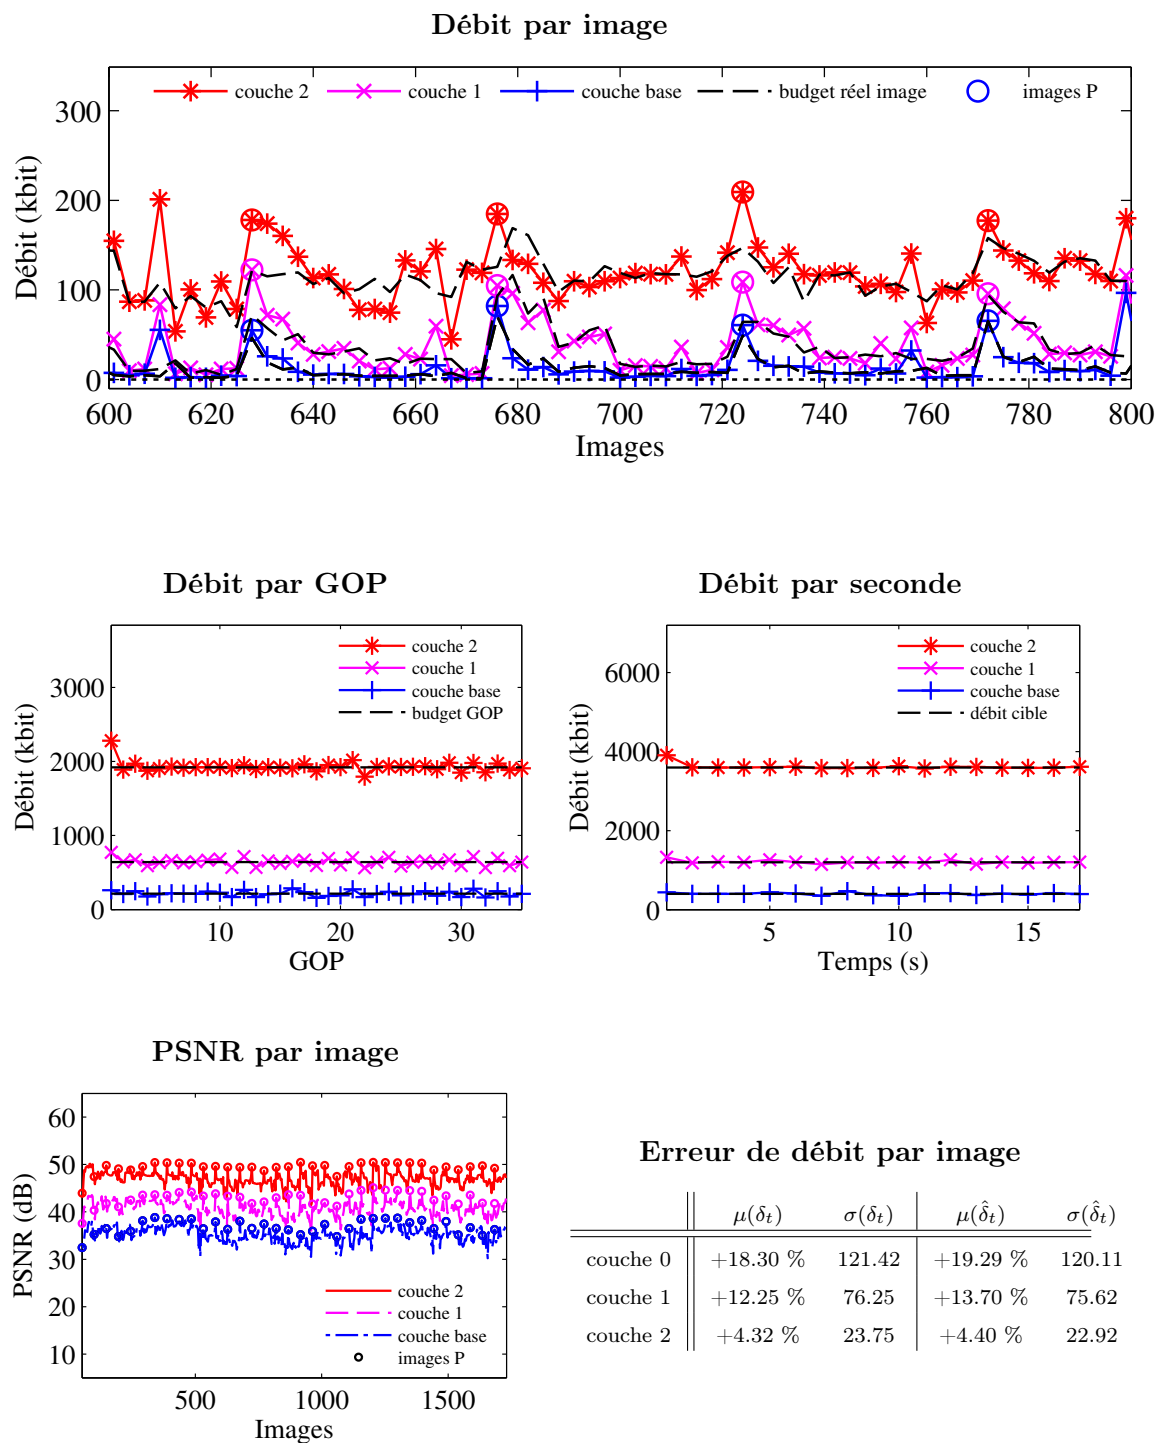 Débit par image
couche 2 couche 1 couche base budget réel image images P
300
200
100
0
Débit (kbit)
600 620 640 660 680 700 720 740 760 780 800
Images
Débit par GOP
couche 2
couche 1
couche base
budget GOP
3000
2000
1000
0
Débit (kbit)
10 20 30
GOP
Débit par seconde
couche 2
couche 1
couche base
débit cible
6000
4000
2000
0
Débit (kbit)
5 10 15
Temps (s)
PSNR par image
60
50
40
30
20
10
PSNR (dB)
couche 2
couche 1
couche base
images P
500 1000 1500
Images
Erreur de débit par image
μ(δt) σ(δt) μ(δ̂t) σ(δ̂t)
couche 0 +18.30 % 121.42 +19.29 % 120.11
couche 1 +12.25 % 76.25 +13.70 % 75.62
couche 2 +4.32 % 23.75 +4.40 % 22.92